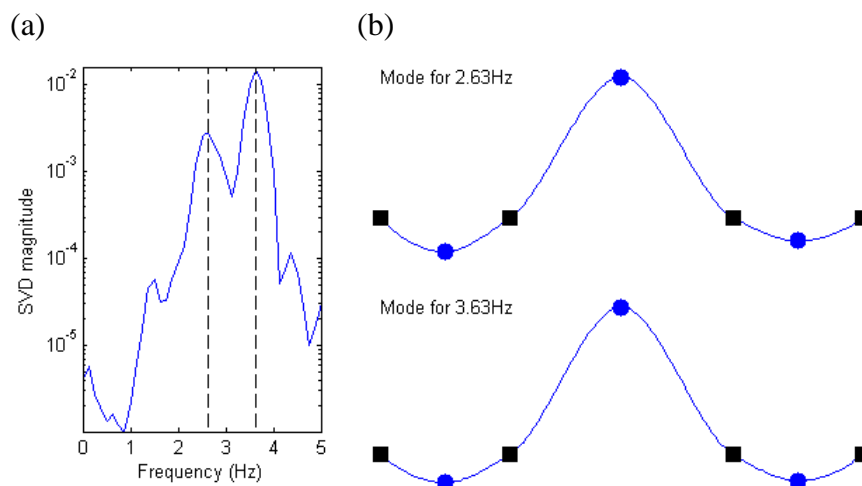 (a)
(b)
10⁻²
10⁻³
10⁻⁴
10⁻⁵
SVD magnitude
0 1 2 3 4 5
Frequency (Hz)
Mode for 2.63Hz
Mode for 3.63Hz